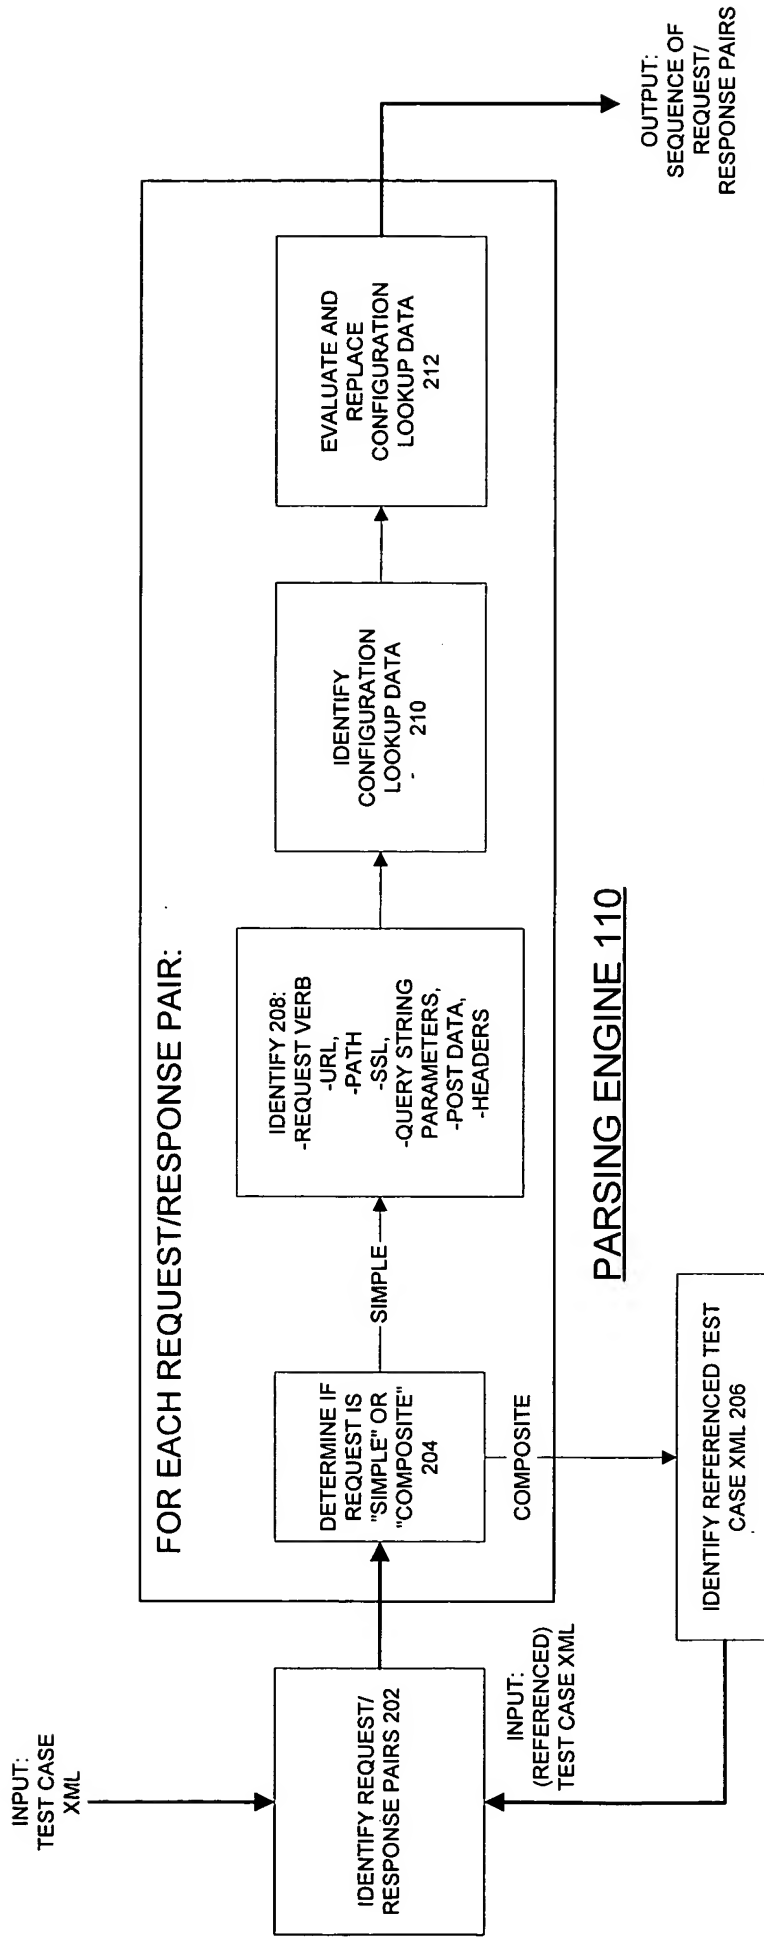 INPUT:
TEST CASE
XML
IDENTIFY REQUEST/
RESPONSE PAIRS 202
INPUT:
(REFERENCED)
TEST CASE XML
FOR EACH REQUEST/RESPONSE PAIR:
DETERMINE IF
REQUEST IS
"SIMPLE" OR
"COMPOSITE"
204
SIMPLE
COMPOSITE
IDENTIFY REFERENCED TEST
CASE XML 206
IDENTIFY 208:
-REQUEST VERB
-URL,
-PATH
-SSL,
-QUERY STRING
PARAMETERS,
-POST DATA,
-HEADERS
IDENTIFY
CONFIGURATION
LOOKUP DATA
210
EVALUATE AND
REPLACE
CONFIGURATION
LOOKUP DATA
212
OUTPUT:
SEQUENCE OF
REQUEST/
RESPONSE PAIRS
PARSING ENGINE 110